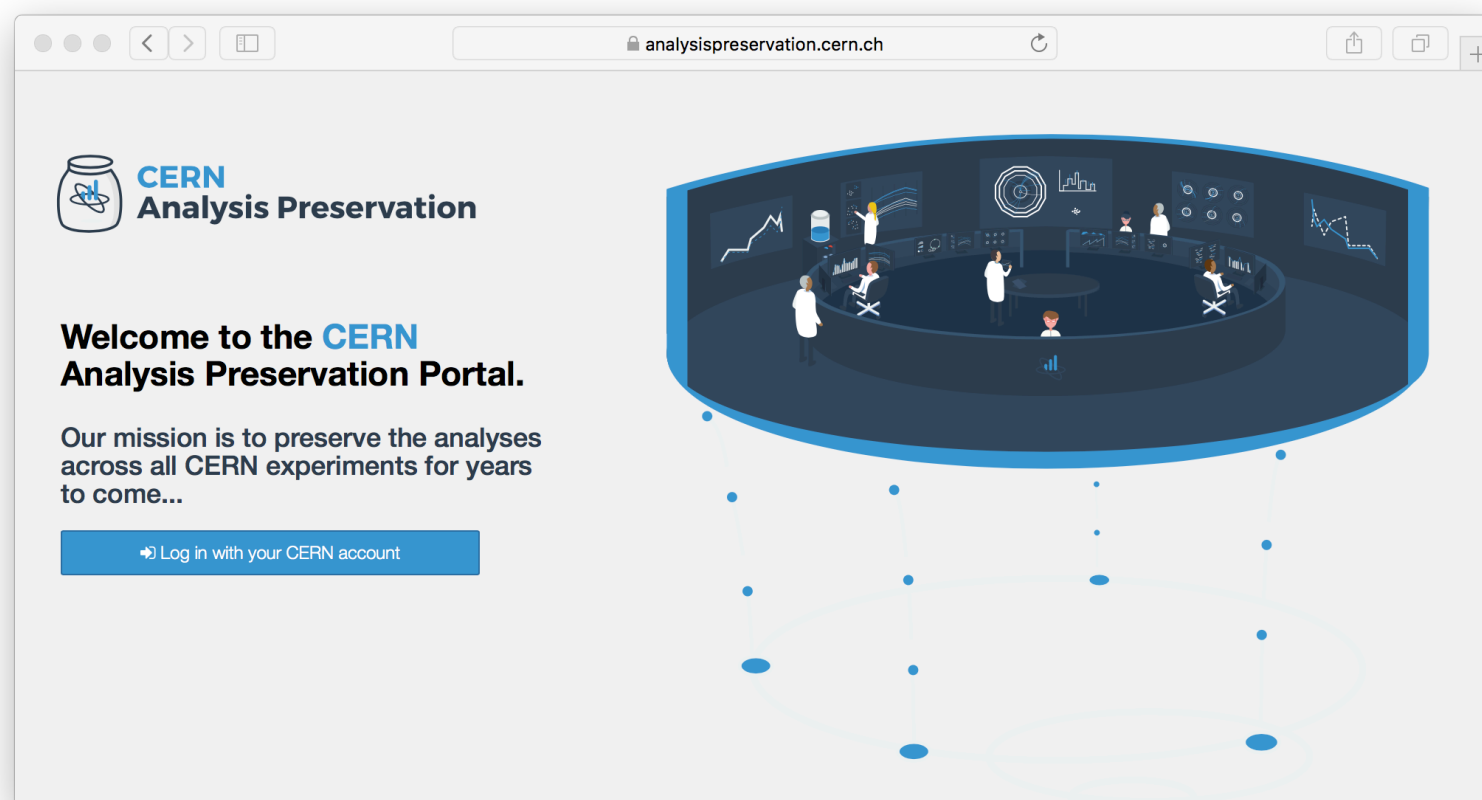 analysispreservation.cern.ch
CERN
Analysis Preservation
Welcome to the CERN
Analysis Preservation Portal.
Our mission is to preserve the analyses
across all CERN experiments for years
to come...
Log in with your CERN account